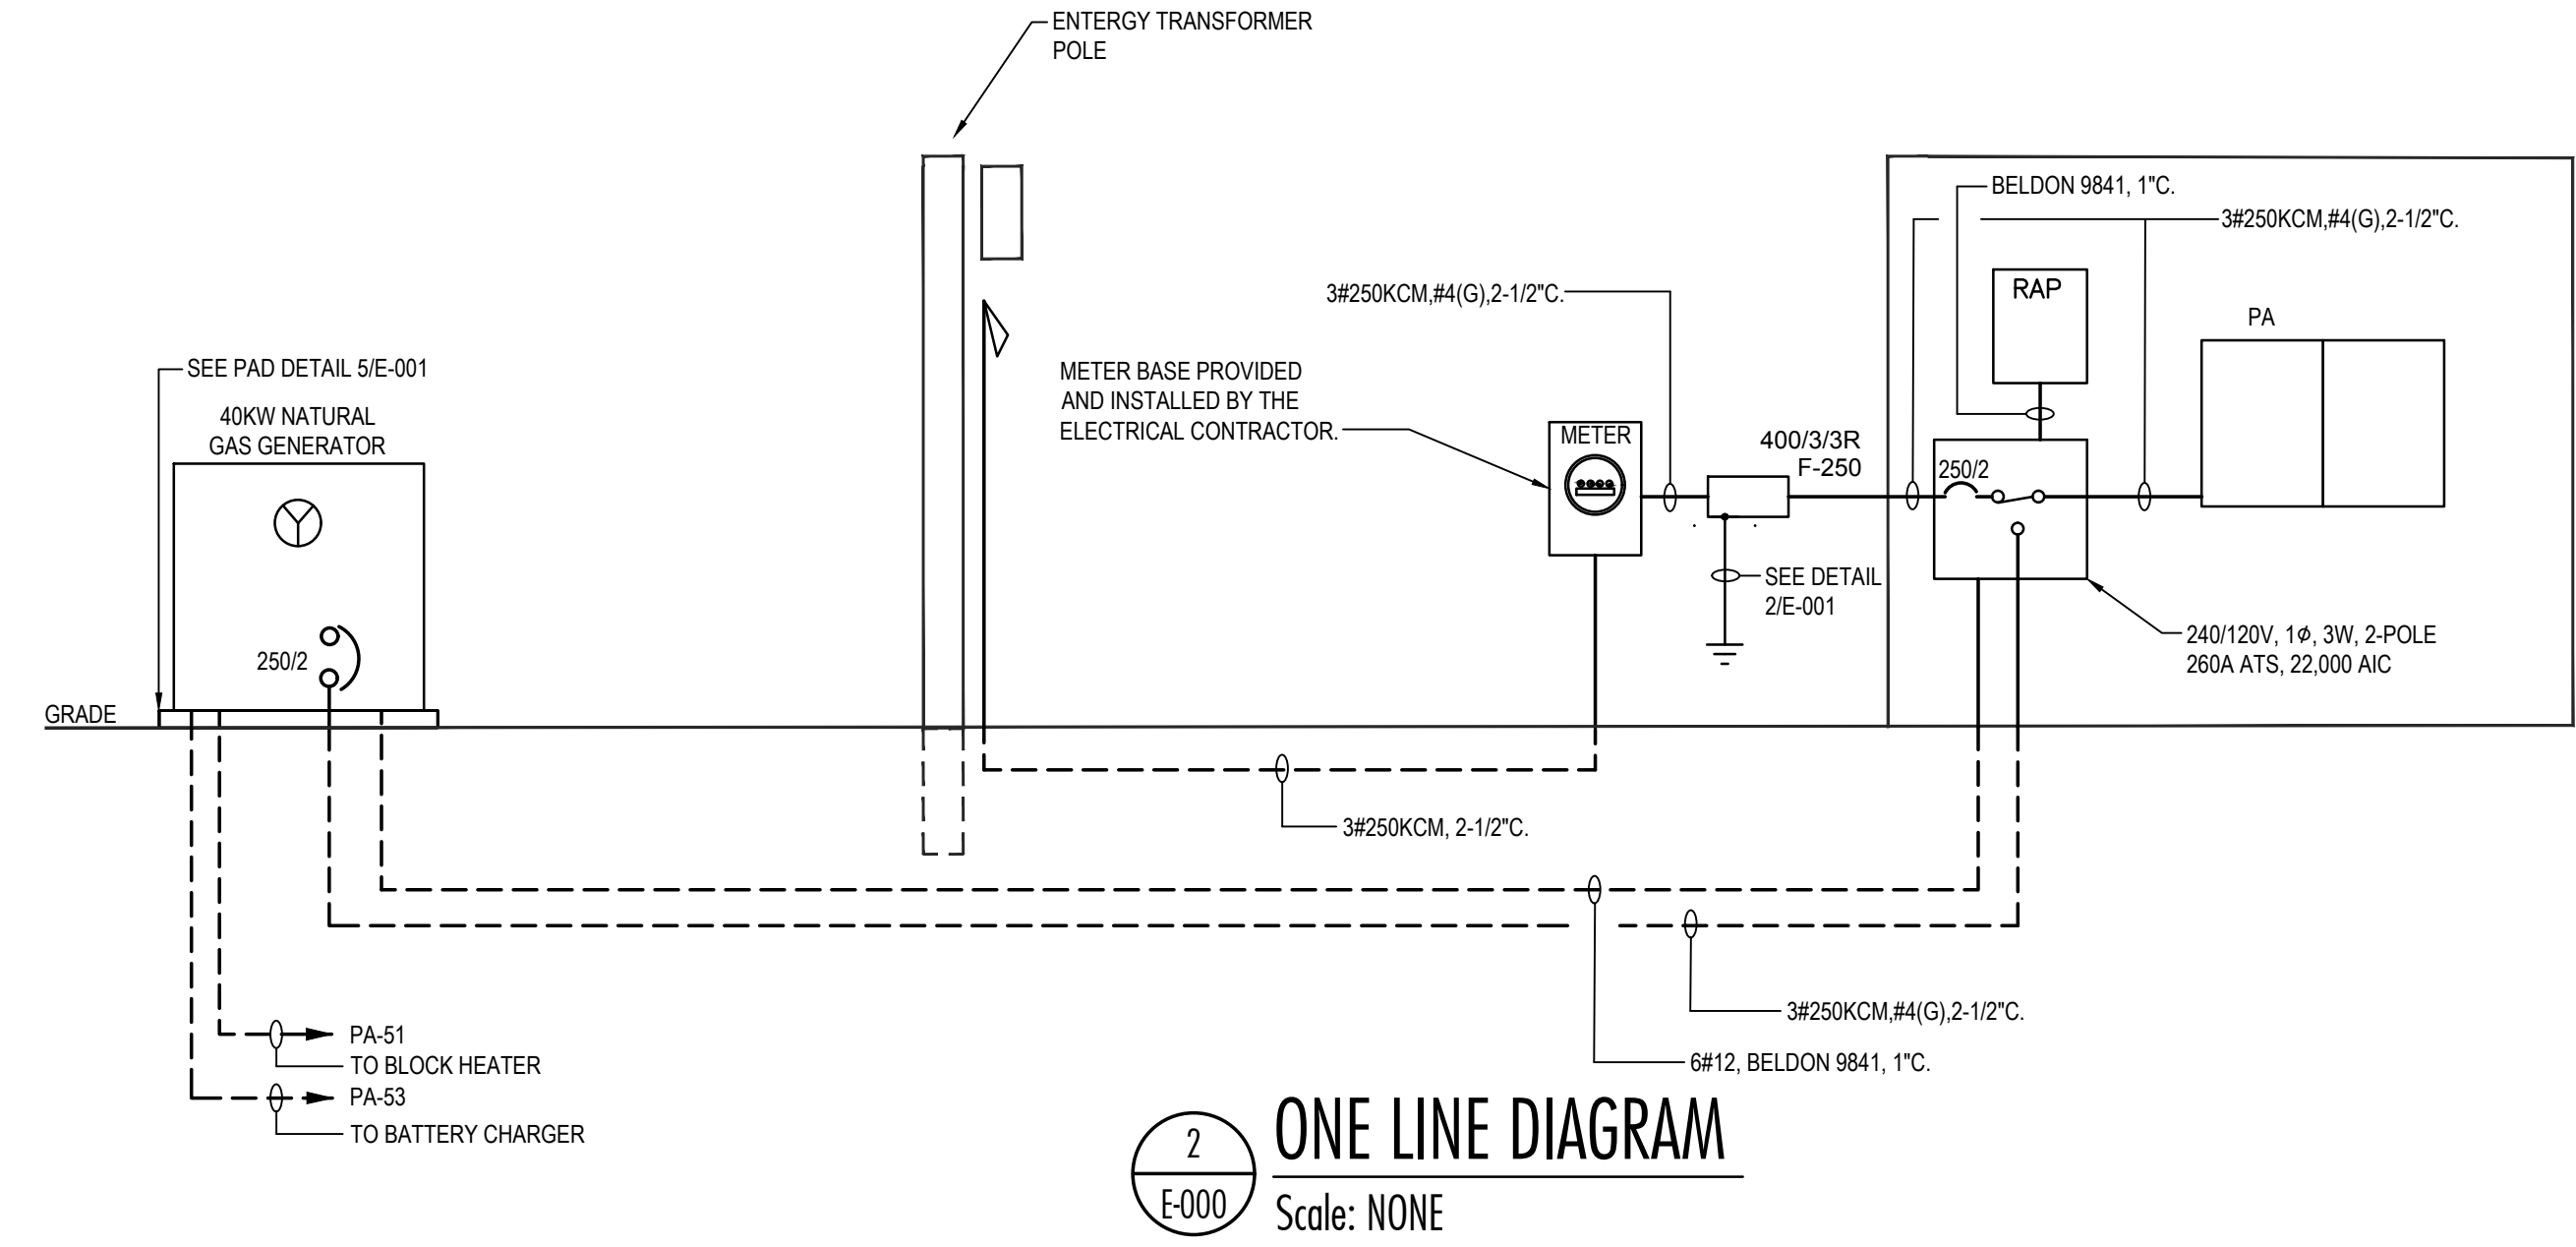 ENTERGY TRANSFORMER
POLE
BELDON 9841, 1"C.
3#250KCM,#4(G),2-1/2"C.
3#250KCM,#4(G),2-1/2"C.
RAP
PA
SEE PAD DETAIL 5/E-001
40KW NATURAL
GAS GENERATOR
METER BASE PROVIDED
AND INSTALLED BY THE
ELECTRICAL CONTRACTOR.
METER
400/3/3R
F-250
250/2
SEE DETAIL
2/E-001
250/2
240/120V, 1ϕ, 3W, 2-POLE
260A ATS, 22,000 AIC
GRADE
3#250KCM, 2-1/2"C.
3#250KCM,#4(G),2-1/2"C.
6#12, BELDON 9841, 1"C.
PA-51
TO BLOCK HEATER
PA-53
TO BATTERY CHARGER
2
E-000
ONE LINE DIAGRAM
Scale: NONE